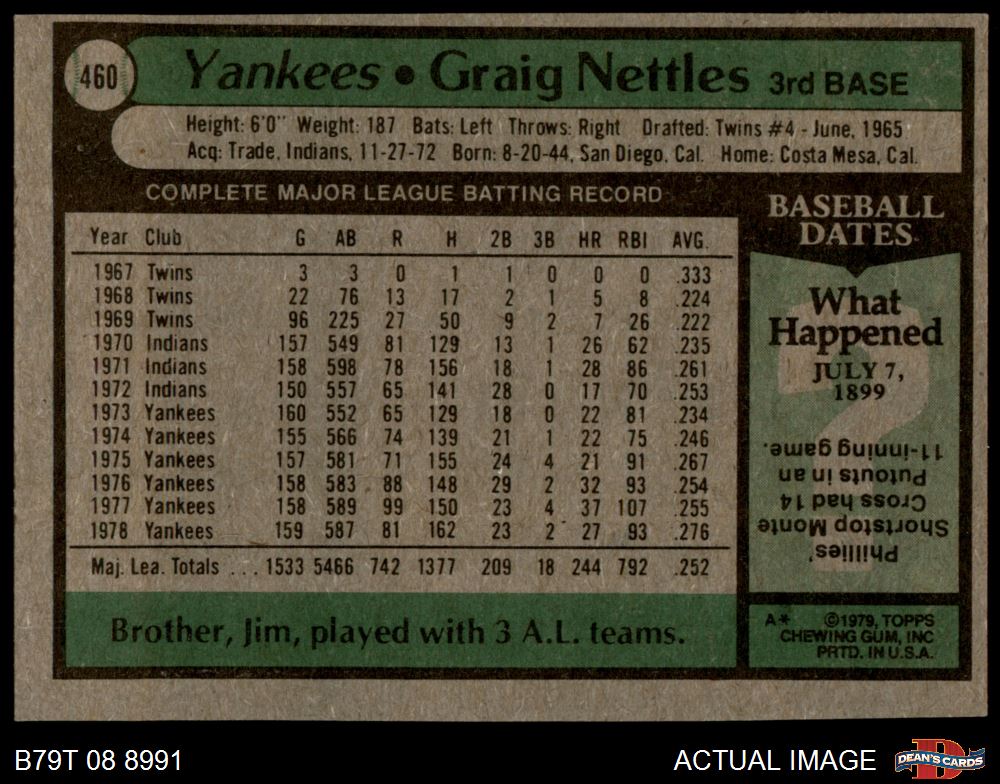 460
Yankees • Graig Nettles 3rd BASE
Height: 6'0" Weight: 187 Bats: Left Throws: Right Drafted: Twins #4 - June, 1965
Acq: Trade, Indians, 11-27-72 Born: 8-20-44, San Diego, Cal. Home: Costa Mesa, Cal.
COMPLETE MAJOR LEAGUE BATTING RECORD
Year Club G AB R H 2B 3B HR RBI AVG.
1967 Twins 3 3 0 1 1 0 0 0 .333
1968 Twins 22 76 13 17 2 1 5 8 .224
1969 Twins 96 225 27 50 9 2 7 26 .222
1970 Indians 157 549 81 129 13 1 26 62 .235
1971 Indians 158 598 78 156 18 1 28 86 .261
1972 Indians 150 557 65 141 28 0 17 70 .253
1973 Yankees 160 552 65 129 18 0 22 81 .234
1974 Yankees 155 566 74 139 21 1 22 75 .246
1975 Yankees 157 581 71 155 24 4 21 91 .267
1976 Yankees 158 583 88 148 29 2 32 93 .254
1977 Yankees 158 589 99 150 23 4 37 107 .255
1978 Yankees 159 587 81 162 23 2 27 93 .276
Maj. Lea. Totals ... 1533 5466 742 1377 209 18 244 792 .252
Brother, Jim, played with 3 A.L. teams.
BASEBALL
DATES
What
Happened
JULY 7,
1899
Phillies'
Shortstop Monte
Cross had 14
Putouts in an
11-inning game.
A* ©1979, TOPPS
CHEWING GUM, INC
PRTD. IN U.S.A.
B79T 08 8991
ACTUAL IMAGE
D
DEAN'S CARDS